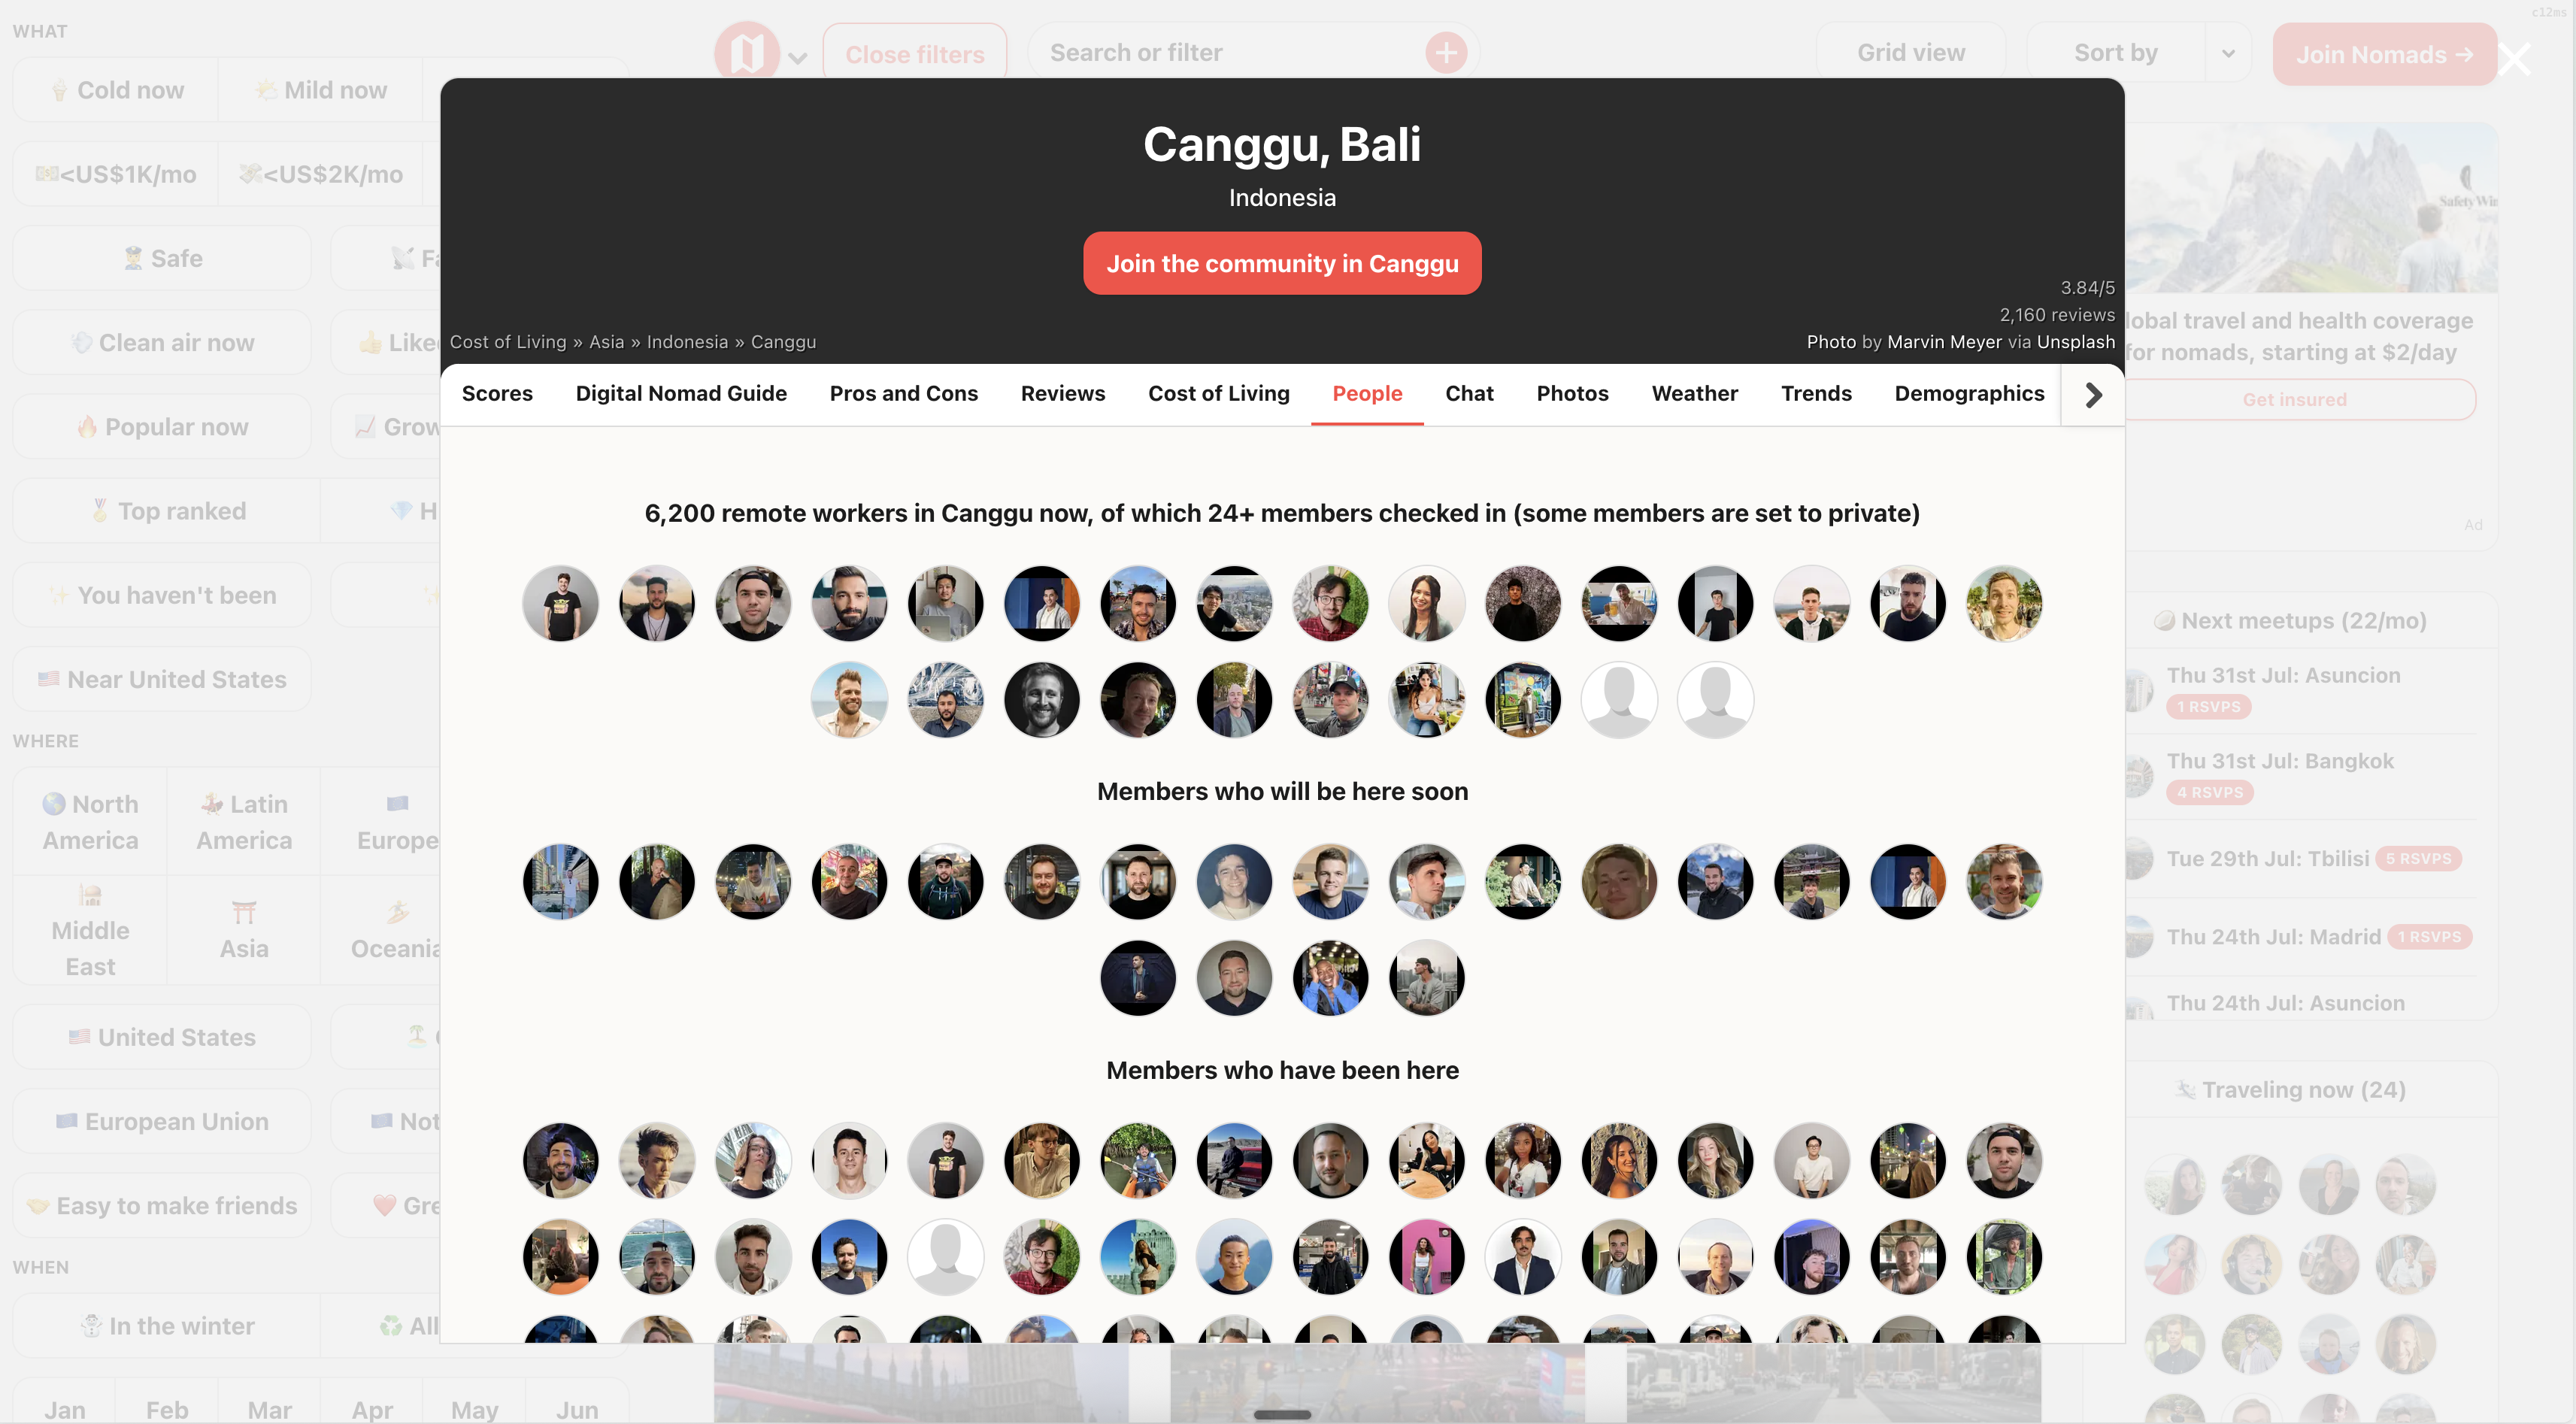 c12ms
WHAT
Cold now
Mild now
<US$1K/mo
<US$2K/mo
Safe
Clean air now
Like
Popular now
Grow
Top ranked
H
You haven't been
Near United States
WHERE
North America
Latin America
Europe
Middle East
Asia
Oceania
United States
European Union
Not
Easy to make friends
Gre
WHEN
In the winter
All
Jan
Feb
Mar
Apr
May
Jun
Close filters
Search or filter
Grid view
Sort by
Join Nomads →
Canggu, Bali
Indonesia
Join the community in Canggu
3.84/5
2,160 reviews
Cost of Living » Asia » Indonesia » Canggu
Photo by Marvin Meyer via Unsplash
Scores
Digital Nomad Guide
Pros and Cons
Reviews
Cost of Living
People
Chat
Photos
Weather
Trends
Demographics
6,200 remote workers in Canggu now, of which 24+ members checked in (some members are set to private)
Members who will be here soon
Members who have been here
lobal travel and health coverage
for nomads, starting at $2/day
Get insured
Ad
Next meetups (22/mo)
Thu 31st Jul: Asuncion
1 RSVPS
Thu 31st Jul: Bangkok
4 RSVPS
Tue 29th Jul: Tbilisi 5 RSVPS
Thu 24th Jul: Madrid 1 RSVPS
Thu 24th Jul: Asuncion
Traveling now (24)